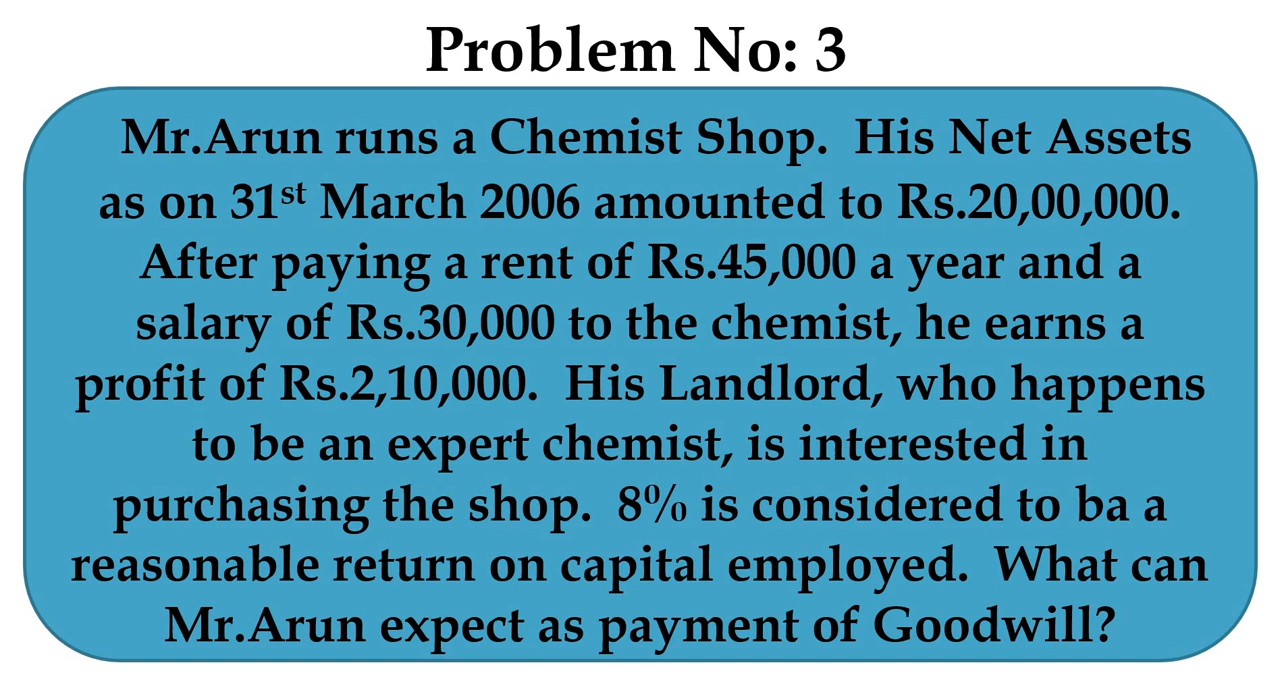 Problem No: 3
Mr.Arun runs a Chemist Shop.  His Net Assets
as on 31st March 2006 amounted to Rs.20,00,000.
After paying a rent of Rs.45,000 a year and a
salary of Rs.30,000 to the chemist, he earns a
profit of Rs.2,10,000.  His Landlord, who happens
to be an expert chemist, is interested in
purchasing the shop.  8% is considered to ba a
reasonable return on capital employed.  What can
Mr.Arun expect as payment of Goodwill?